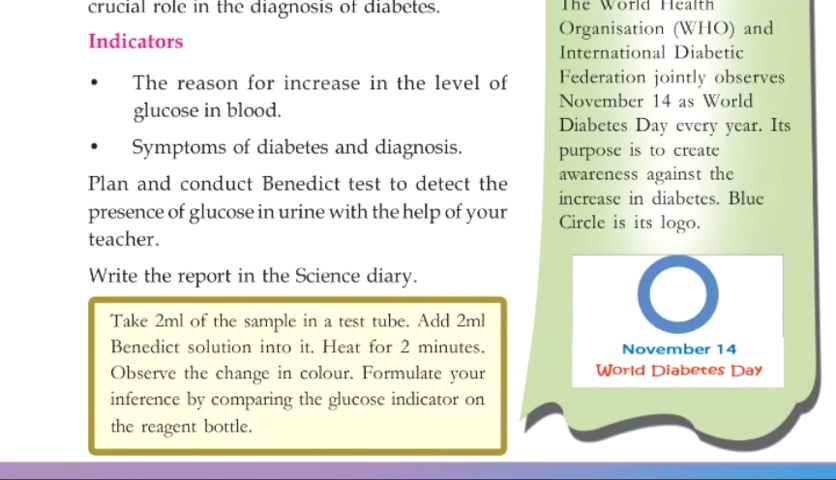 crucial role in the diagnosis of diabetes.
Indicators
• The reason for increase in the level of
glucose in blood.
• Symptoms of diabetes and diagnosis.
Plan and conduct Benedict test to detect the
presence of glucose in urine with the help of your
teacher.
Write the report in the Science diary.
Take 2ml of the sample in a test tube. Add 2ml
Benedict solution into it. Heat for 2 minutes.
Observe the change in colour. Formulate your
inference by comparing the glucose indicator on
the reagent bottle.
The World Health
Organisation (WHO) and
International Diabetic
Federation jointly observes
November 14 as World
Diabetes Day every year. Its
purpose is to create
awareness against the
increase in diabetes. Blue
Circle is its logo.
November 14
World Diabetes Day